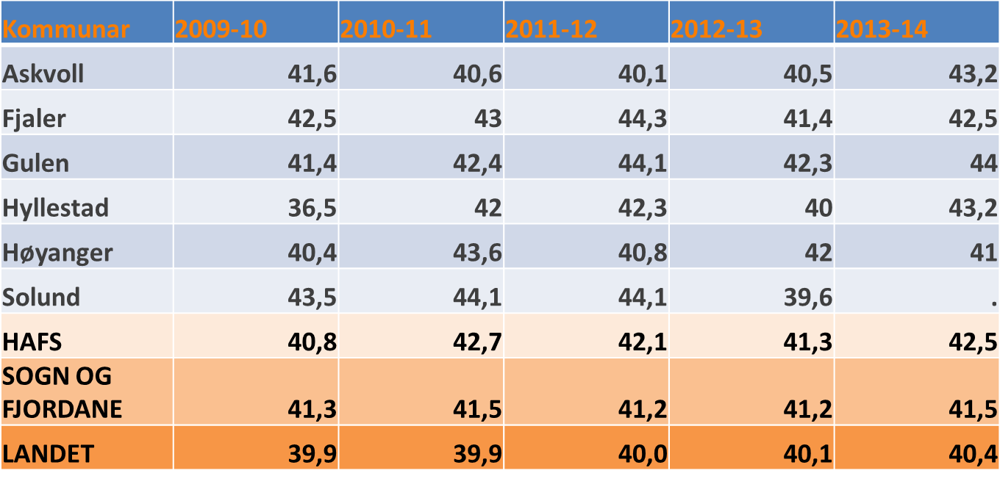 Kommunar 2009-10 2010-11 2011-12 2012-13 2013-14
Askvoll 41,6 40,6 40,1 40,5 43,2
Fjaler 42,5 43 44,3 41,4 42,5
Gulen 41,4 42,4 44,1 42,3 44
Hyllestad 36,5 42 42,3 40 43,2
Høyanger 40,4 43,6 40,8 42 41
Solund 43,5 44,1 44,1 39,6 .
HAFS 40,8 42,7 42,1 41,3 42,5
SOGN OG
FJORDANE 41,3 41,5 41,2 41,2 41,5
LANDET 39,9 39,9 40,0 40,1 40,4